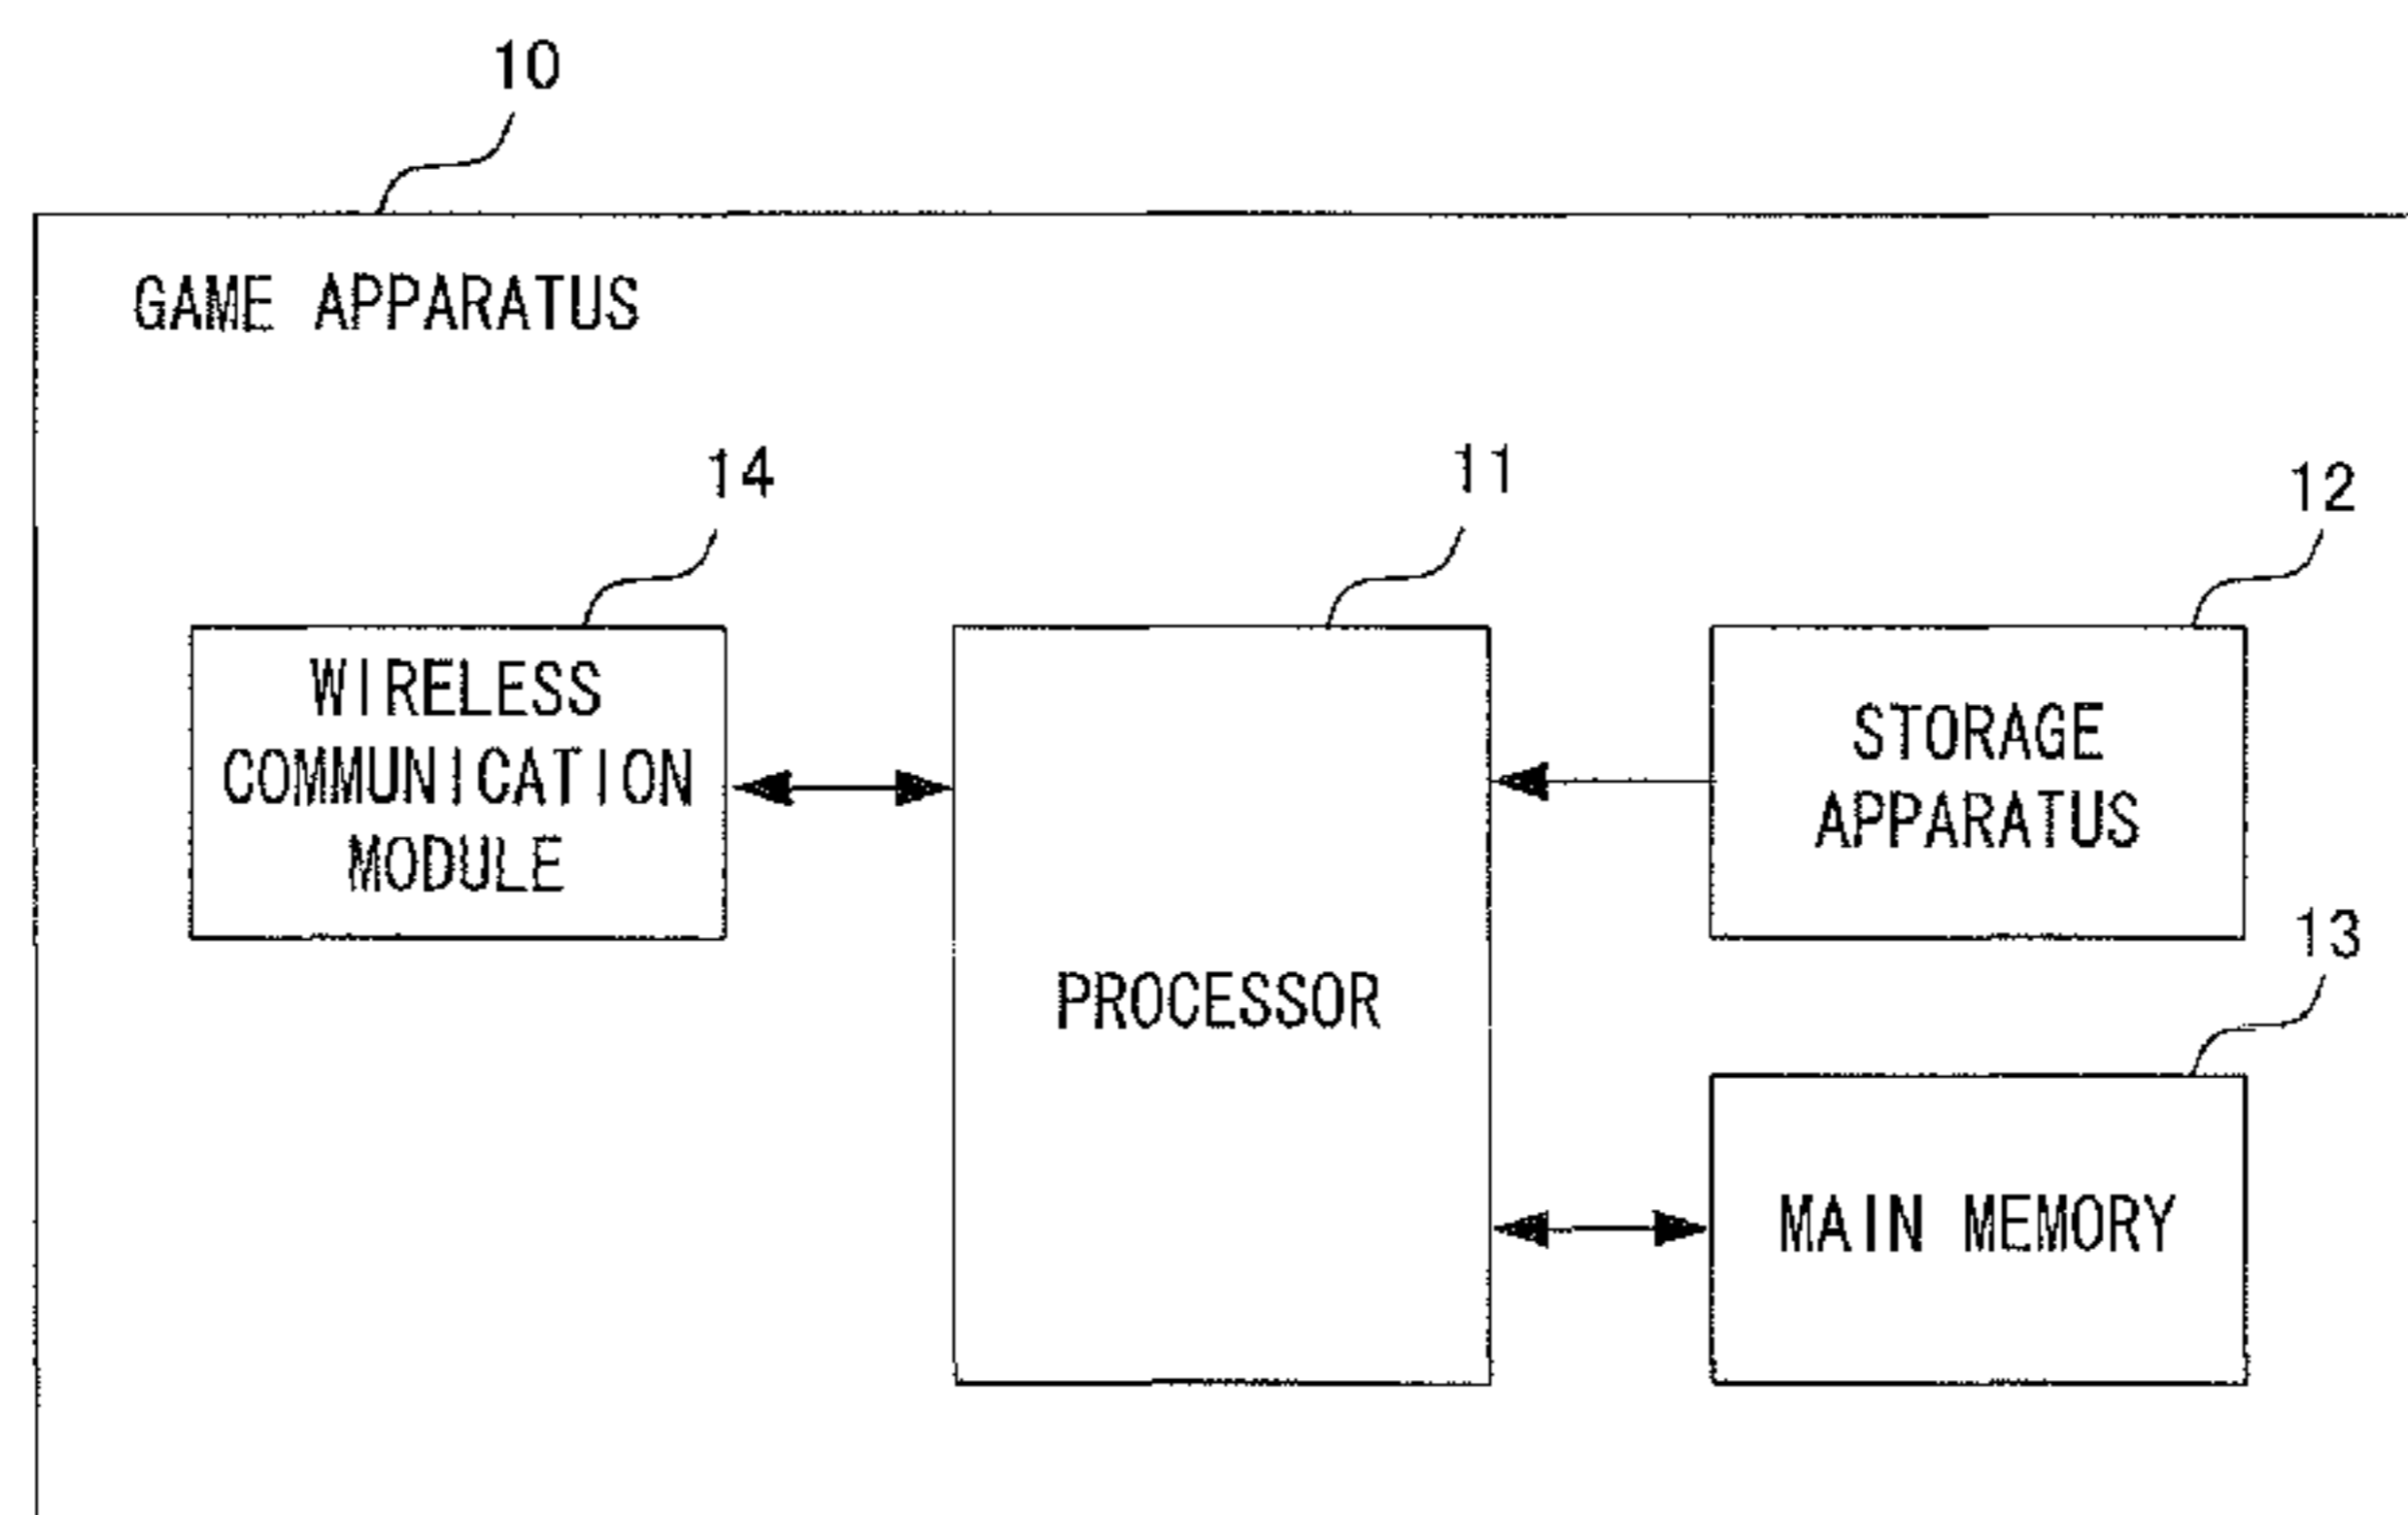 10
GAME APPARATUS
14
11
12
WIRELESS
COMMUNICATION
MODULE
PROCESSOR
STORAGE
APPARATUS
13
MAIN MEMORY